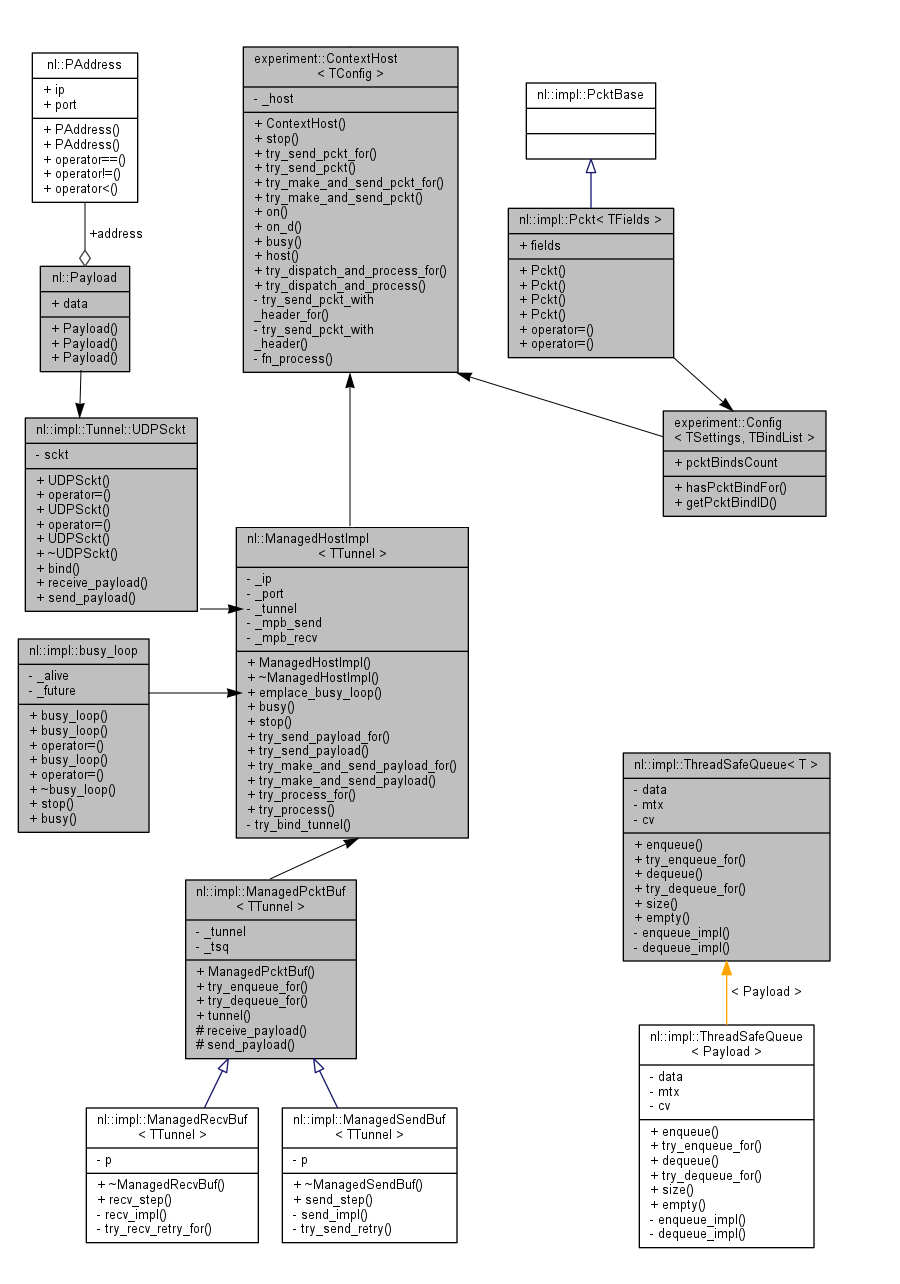 nl::PAddress
+ ip
+ port
+ PAddress()
+ PAddress()
+ operator==()
+ operator!=()
+ operator<()
+address
nl::Payload
+ data
+ Payload()
+ Payload()
+ Payload()
nl::impl::Tunnel::UDPSckt
- sckt
+ UDPSckt()
+ operator=()
+ UDPSckt()
+ operator=()
+ UDPSckt()
+ ~UDPSckt()
+ bind()
+ receive_payload()
+ send_payload()
nl::impl::busy_loop
- _alive
- _future
+ busy_loop()
+ busy_loop()
+ operator=()
+ busy_loop()
+ operator=()
+ ~busy_loop()
+ stop()
+ busy()
experiment::ContextHost
< TConfig >
- _host
+ ContextHost()
+ stop()
+ try_send_pckt_for()
+ try_send_pckt()
+ try_make_and_send_pckt_for()
+ try_make_and_send_pckt()
+ on()
+ on_d()
+ busy()
+ host()
+ try_dispatch_and_process_for()
+ try_dispatch_and_process()
- try_send_pckt_with
_header_for()
- try_send_pckt_with
_header()
- fn_process()
nl::impl::PcktBase
nl::impl::Pckt< TFields >
+ fields
+ Pckt()
+ Pckt()
+ Pckt()
+ Pckt()
+ operator=()
+ operator=()
experiment::Config
< TSettings, TBindList >
+ pcktBindsCount
+ hasPcktBindFor()
+ getPcktBindID()
nl::ManagedHostImpl
< TTunnel >
- _ip
- _port
- _tunnel
- _mpb_send
- _mpb_recv
+ ManagedHostImpl()
+ ~ManagedHostImpl()
+ emplace_busy_loop()
+ busy()
+ stop()
+ try_send_payload_for()
+ try_send_payload()
+ try_make_and_send_payload_for()
+ try_make_and_send_payload()
+ try_process_for()
+ try_process()
- try_bind_tunnel()
nl::impl::ManagedPcktBuf
< TTunnel >
- _tunnel
- _tsq
+ ManagedPcktBuf()
+ try_enqueue_for()
+ try_dequeue_for()
+ tunnel()
# receive_payload()
# send_payload()
nl::impl::ManagedRecvBuf
< TTunnel >
- p
+ ~ManagedRecvBuf()
+ recv_step()
- recv_impl()
- try_recv_retry_for()
nl::impl::ManagedSendBuf
< TTunnel >
- p
+ ~ManagedSendBuf()
+ send_step()
- send_impl()
- try_send_retry()
nl::impl::ThreadSafeQueue< T >
- data
- mtx
- cv
+ enqueue()
+ try_enqueue_for()
+ dequeue()
+ try_dequeue_for()
+ size()
+ empty()
- enqueue_impl()
- dequeue_impl()
< Payload >
nl::impl::ThreadSafeQueue
< Payload >
- data
- mtx
- cv
+ enqueue()
+ try_enqueue_for()
+ dequeue()
+ try_dequeue_for()
+ size()
+ empty()
- enqueue_impl()
- dequeue_impl()